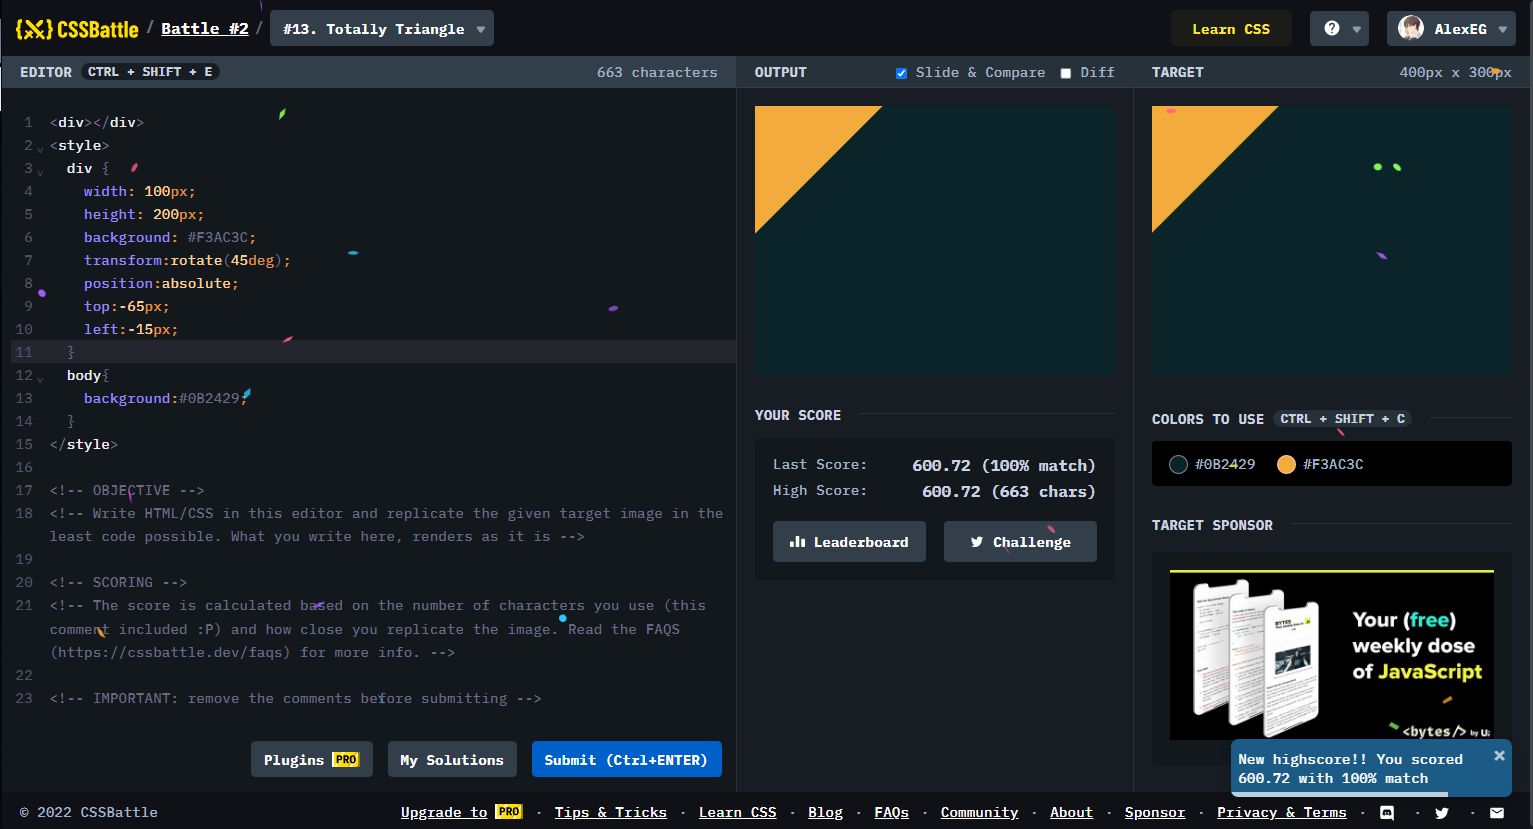 {X} CSSBattle / Battle #2 / #13. Totally Triangle
Learn CSS
AlexEG
EDITOR CTRL + SHIFT + E 663 characters
1 <div></div>
2 <style>
3 div {
4 width: 100px;
5 height: 200px;
6 background: #F3AC3C;
7 transform:rotate(45deg);
8 position:absolute;
9 top:-65px;
10 left:-15px;
11 }
12 body{
13 background:#0B2429;
14 }
15 </style>
16
17 <!-- OBJECTIVE -->
18 <!-- Write HTML/CSS in this editor and replicate the given target image in the
least code possible. What you write here, renders as it is -->
19
20 <!-- SCORING -->
21 <!-- The score is calculated based on the number of characters you use (this
comment included :P) and how close you replicate the image. Read the FAQS
(https://cssbattle.dev/faqs) for more info. -->
22
23 <!-- IMPORTANT: remove the comments before submitting -->
Plugins PRO
My Solutions
Submit (Ctrl+ENTER)
OUTPUT Slide & Compare Diff
YOUR SCORE
Last Score: 600.72 (100% match)
High Score: 600.72 (663 chars)
Leaderboard
Challenge
TARGET 400px x 300px
COLORS TO USE CTRL + SHIFT + C
#0B2429 #F3AC3C
TARGET SPONSOR
BYTES
Your (free)
weekly dose
of JavaScript
<bytes/> by
New highscore!! You scored
600.72 with 100% match
© 2022 CSSBattle
Upgrade to PRO · Tips & Tricks · Learn CSS · Blog · FAQs · Community · About · Sponsor · Privacy & Terms · · ·